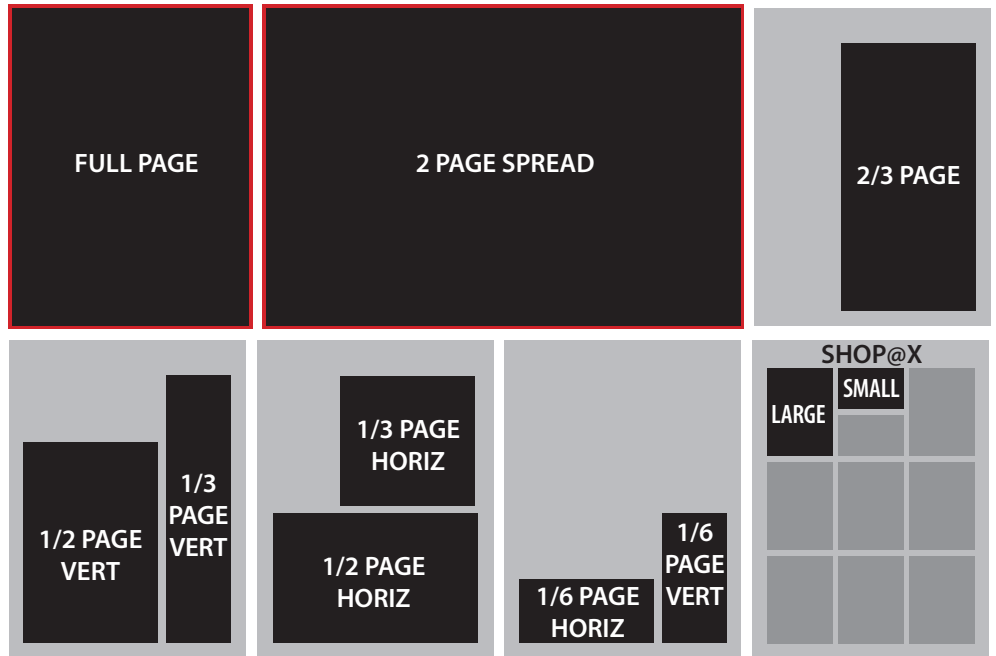 FULL PAGE
2 PAGE SPREAD
2/3 PAGE
1/2 PAGE
VERT
1/3
PAGE
VERT
1/3 PAGE
HORIZ
1/2 PAGE
HORIZ
1/6 PAGE
HORIZ
1/6
PAGE
VERT
SHOP@X
LARGE
SMALL